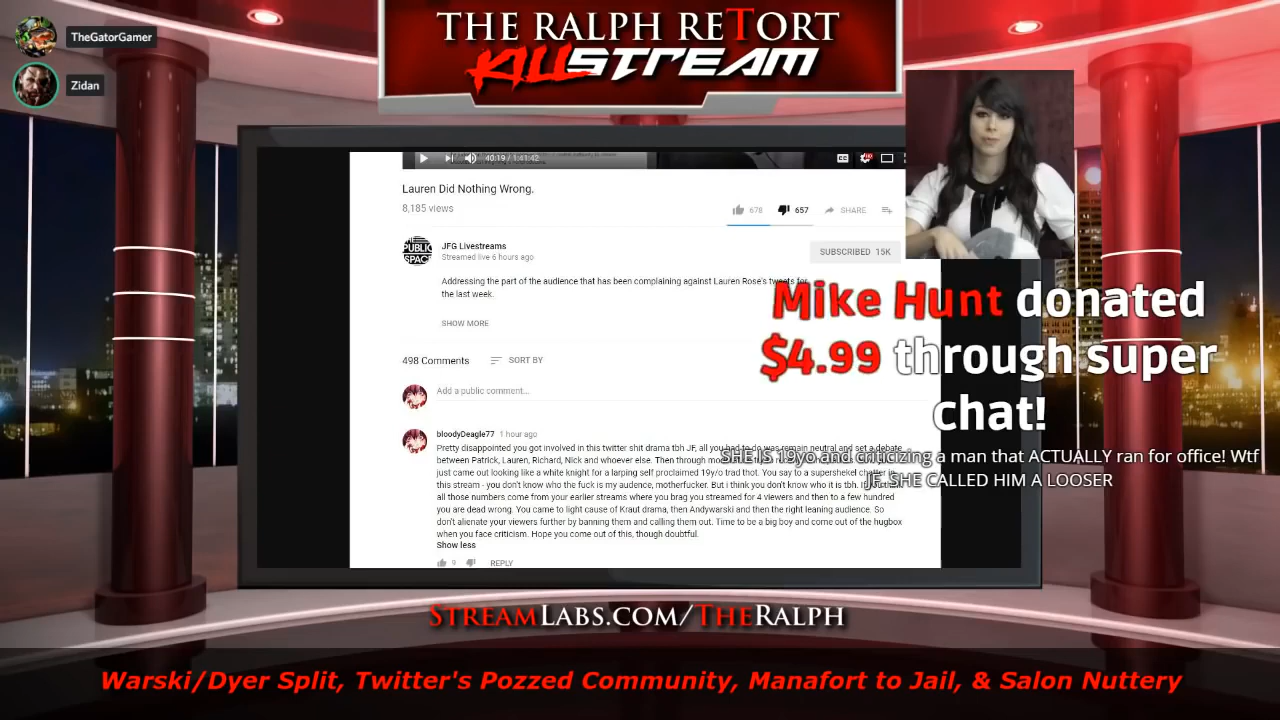 TheGatorGamer
Zidan
THE RALPH RETORT
KILLSTREAM
40:19 / 1:41:42
Lauren Did Nothing Wrong.
8,185 views
678
657
SHARE
JFG Livestreams
Streamed live 6 hours ago
SUBSCRIBED 15K
THE PUBLIC SPACE
Addressing the part of the audience that has been complaining against Lauren Rose's tweets for
the last week.
SHOW MORE
Mike Hunt donated
$4.99 through super
chat!
SHE IS 19yo and criticizing a man that ACTUALLY ran for office! Wtf
JF. SHE CALLED HIM A LOOSER
498 Comments
SORT BY
Add a public comment...
bloodyDeagle77 1 hour ago
Pretty disappointed you got involved in this twitter shit drama tbh JF, all you had to do was remain neutral and set a debate
between Patrick, Lauren, Richard, Nick and whoever else. Then through
just came out looking like a white knight for a larping self proclaimed 19y/o trad thot. You say to a supershekel chatter in
this stream - you don't know who the fuck is my audence, motherfucker. But i think you don't know who it is tbh.
all those numbers come from your earlier streams where you brag you streamed for 4 viewers and then to a few hundred
you are dead wrong. You came to light cause of Kraut drama, then Andywarski and then the right leaning audience. So
don't alienate your viewers further by banning them and calling them out. Time to be a big boy and come out of the hugbox
when you face criticism. Hope you come out of this, though doubtful.
Show less
9 REPLY
STREAMLABS.COM/THERALPH
Warski/Dyer Split, Twitter's Pozzed Community, Manafort to Jail, & Salon Nuttery